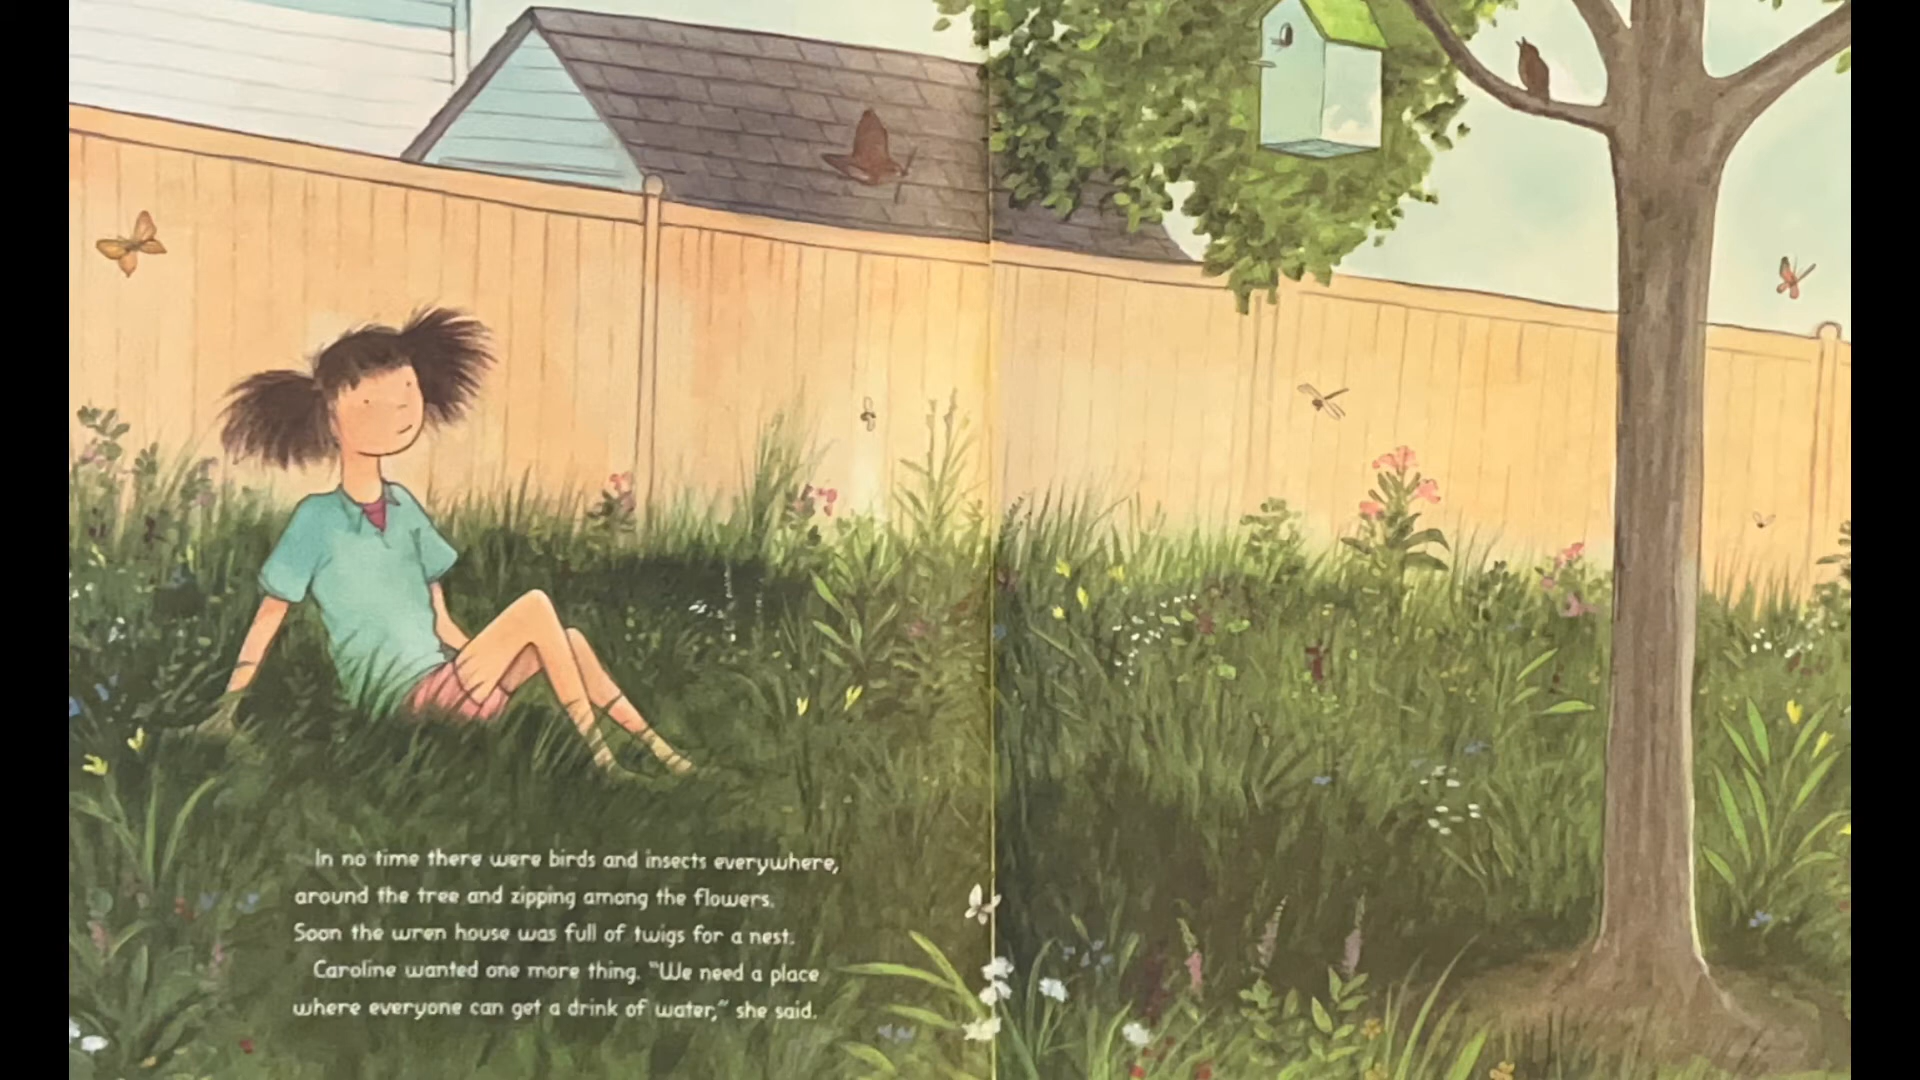 In no time there were birds and insects everywhere,
around the tree and zipping among the flowers.
Soon the wren house was full of twigs for a nest.
Caroline wanted one more thing. “We need a place
where everyone can get a drink of water,” she said.